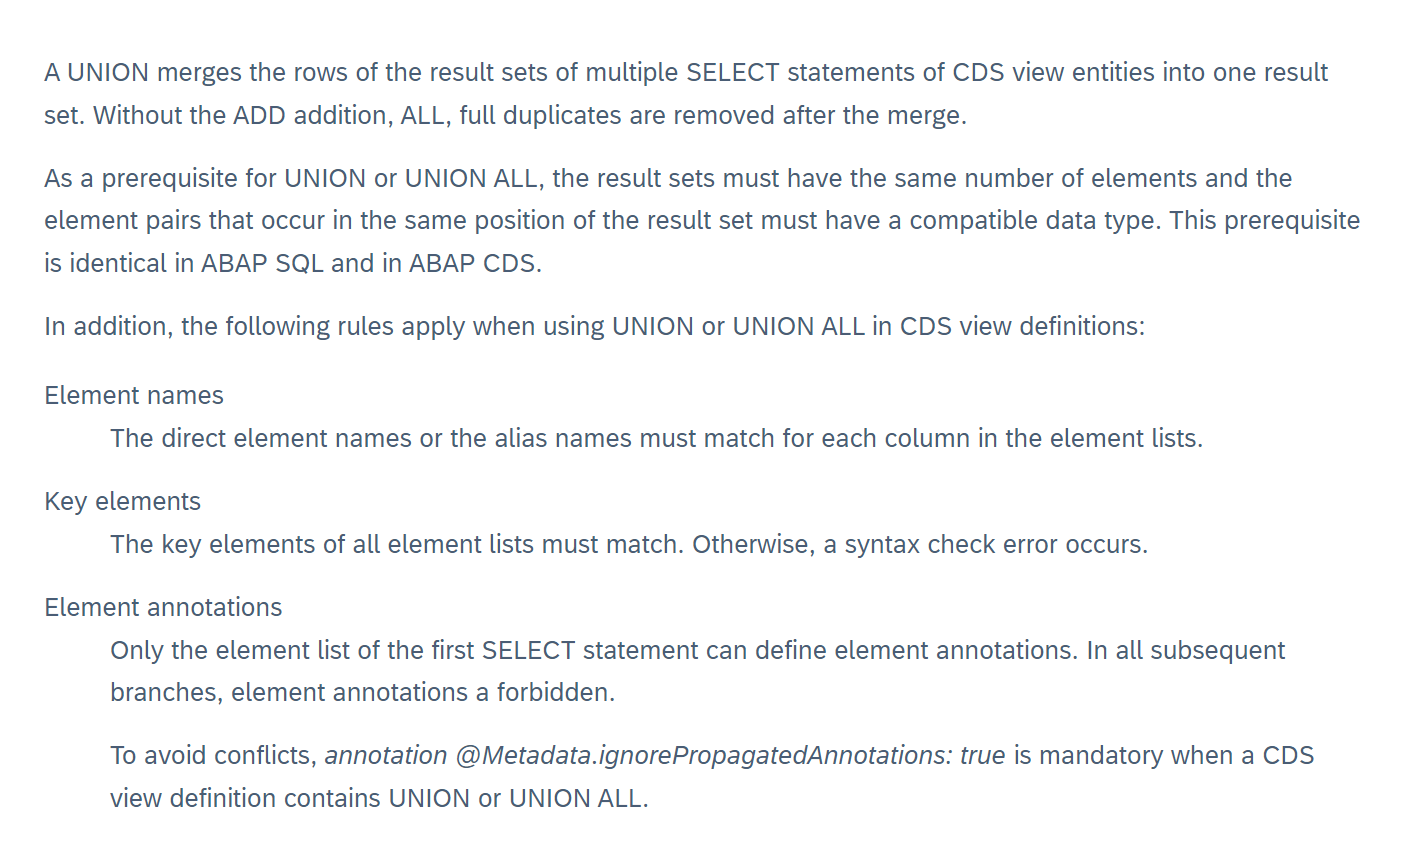 A UNION merges the rows of the result sets of multiple SELECT statements of CDS view entities into one result
set. Without the ADD addition, ALL, full duplicates are removed after the merge.
As a prerequisite for UNION or UNION ALL, the result sets must have the same number of elements and the
element pairs that occur in the same position of the result set must have a compatible data type. This prerequisite
is identical in ABAP SQL and in ABAP CDS.
In addition, the following rules apply when using UNION or UNION ALL in CDS view definitions:
Element names
The direct element names or the alias names must match for each column in the element lists.
Key elements
The key elements of all element lists must match. Otherwise, a syntax check error occurs.
Element annotations
Only the element list of the first SELECT statement can define element annotations. In all subsequent
branches, element annotations a forbidden.
To avoid conflicts, annotation @Metadata.ignorePropagatedAnnotations: true is mandatory when a CDS
view definition contains UNION or UNION ALL.